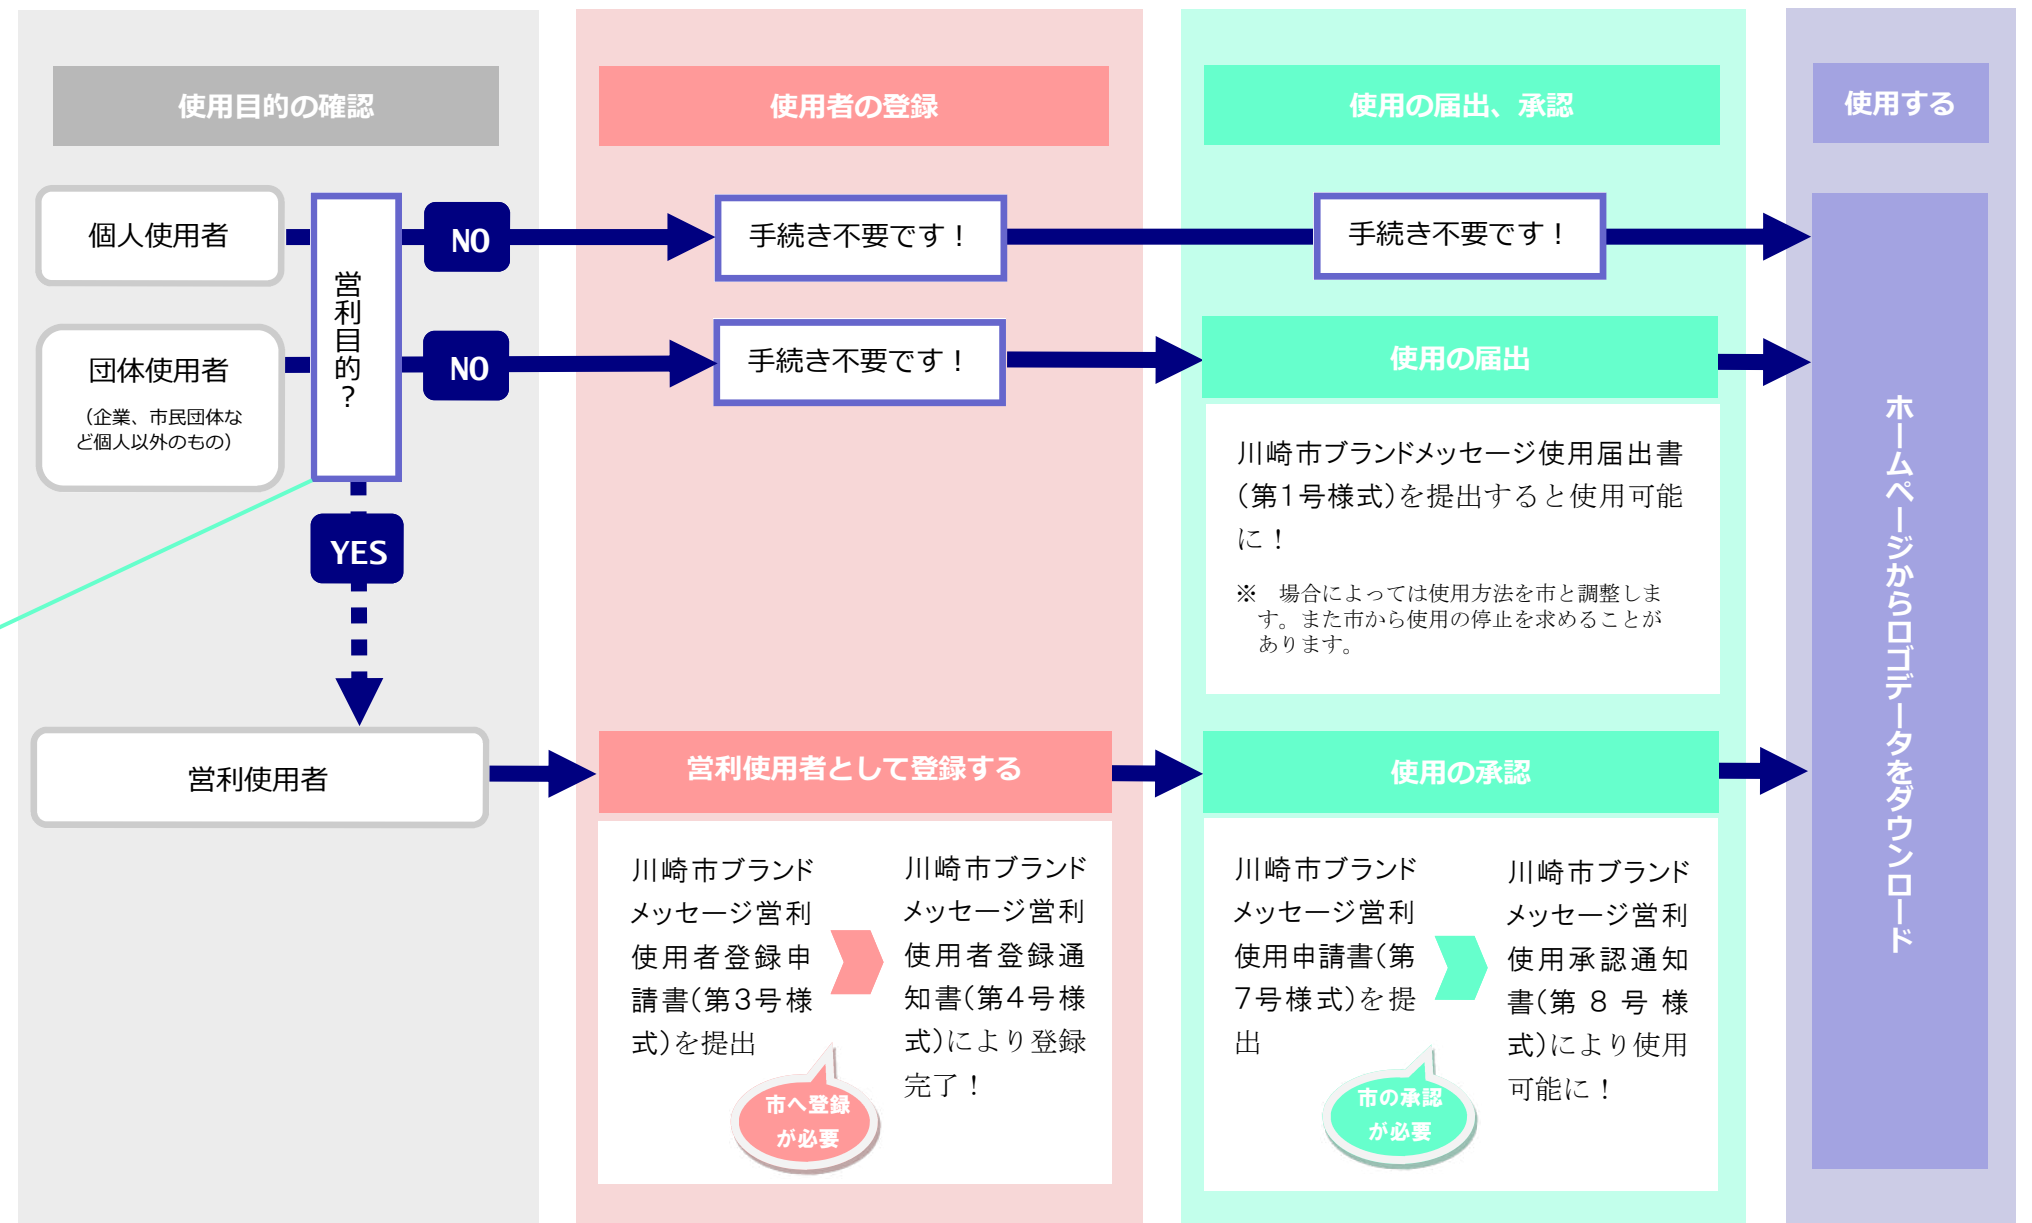 使用目的の確認
使用者の登録
使用の届出、承認
使用する
個人使用者
営利目的？
NO
手続き不要です！
手続き不要です！
団体使用者
（企業、市民団体な
ど個人以外のもの）
NO
手続き不要です！
使用の届出
川崎市ブランドメッセージ使用届出書
（第1号様式）を提出すると使用可能
に！
※　場合によっては使用方法を市と調整しま
す。また市から使用の停止を求めることが
あります。
YES
営利使用者
営利使用者として登録する
川崎市ブランド
メッセージ営利
使用者登録申
請書（第3号様
式）を提出
川崎市ブランド
メッセージ営利
使用者登録通
知書（第4号様
式）により登録
完了！
市へ登録
が必要
使用の承認
川崎市ブランド
メッセージ営利
使用申請書（第
7号様式）を提
出
川崎市ブランド
メッセージ営利
使用承認通知
書（第 8 号 様
式）により使用
可能に！
市の承認
が必要
ホームページからロゴデータをダウンロード